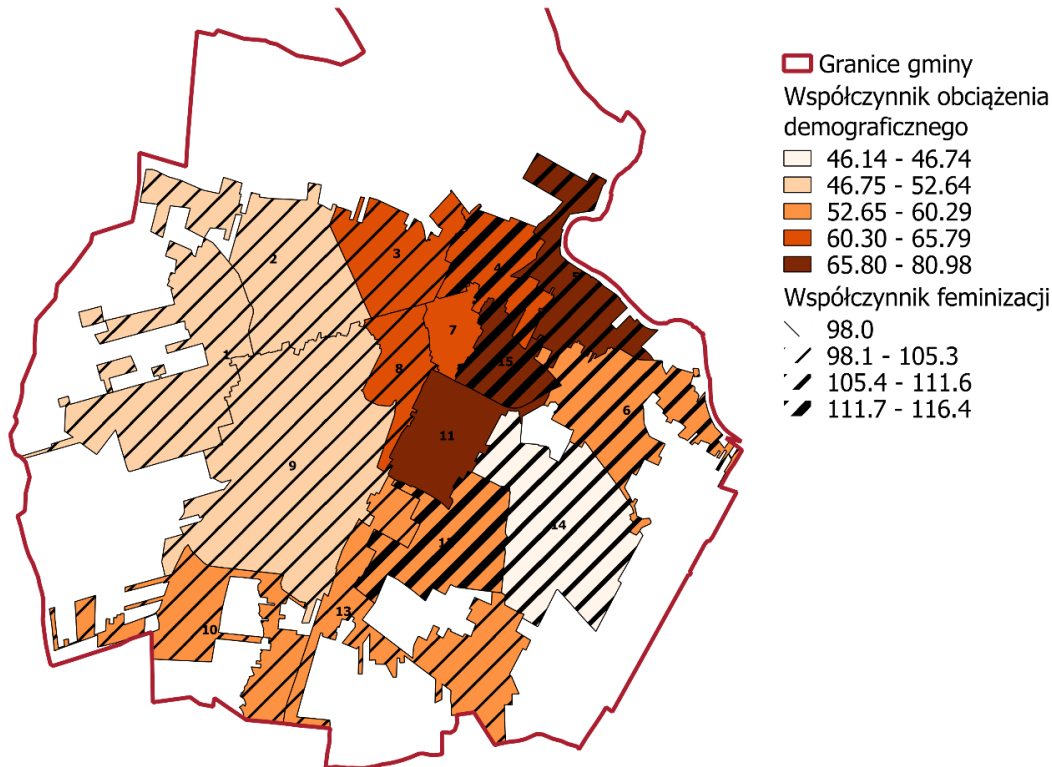 Granice gminy
Współczynnik obciążenia
demograficznego
46.14 - 46.74
46.75 - 52.64
52.65 - 60.29
60.30 - 65.79
65.80 - 80.98
Współczynnik feminizacji
98.0
98.1 - 105.3
105.4 - 111.6
111.7 - 116.4
2
3
4
5
7
15
1
8
6
11
9
14
13
10